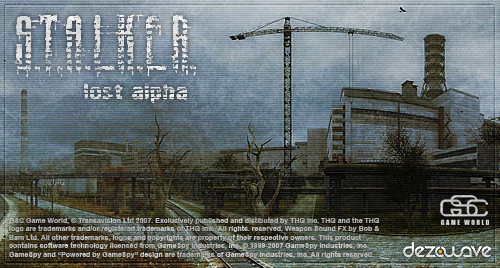 S.T.A.L.K.E.R.
lost alpha
GSC
GAME WORLD
GSC Game World, © Transavision Ltd 2007. Exclusively published and distibuted by THQ Inc. THQ and the THQ
logo are trademarks and/or registered trademarks of THQ Inc. All rights. reserved. Weapon Sound FX by Bob &
Sam Ltd. All other trademarks, logos and copyrights are property of their respective owners. This product
contains software technology licensed from GameSpy Industries, Inc. © 1999-2007 GameSpy Industries, Inc.
GameSpy and “Powered by GameSpy” design are trademarks of GameSpy Industries, Inc. All rights reserved.
dezowave